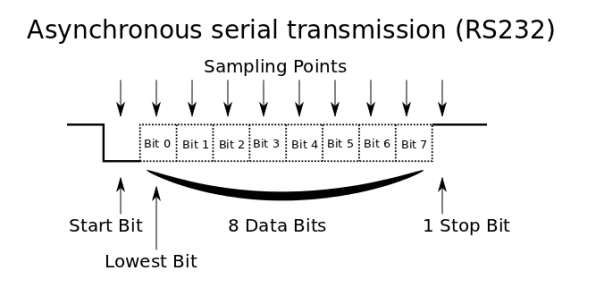 Asynchronous serial transmission (RS232)
Sampling Points
Bit 0 Bit 1 Bit 2 Bit 3 Bit 4 Bit 5 Bit 6 Bit 7
Start Bit 8 Data Bits 1 Stop Bit
Lowest Bit